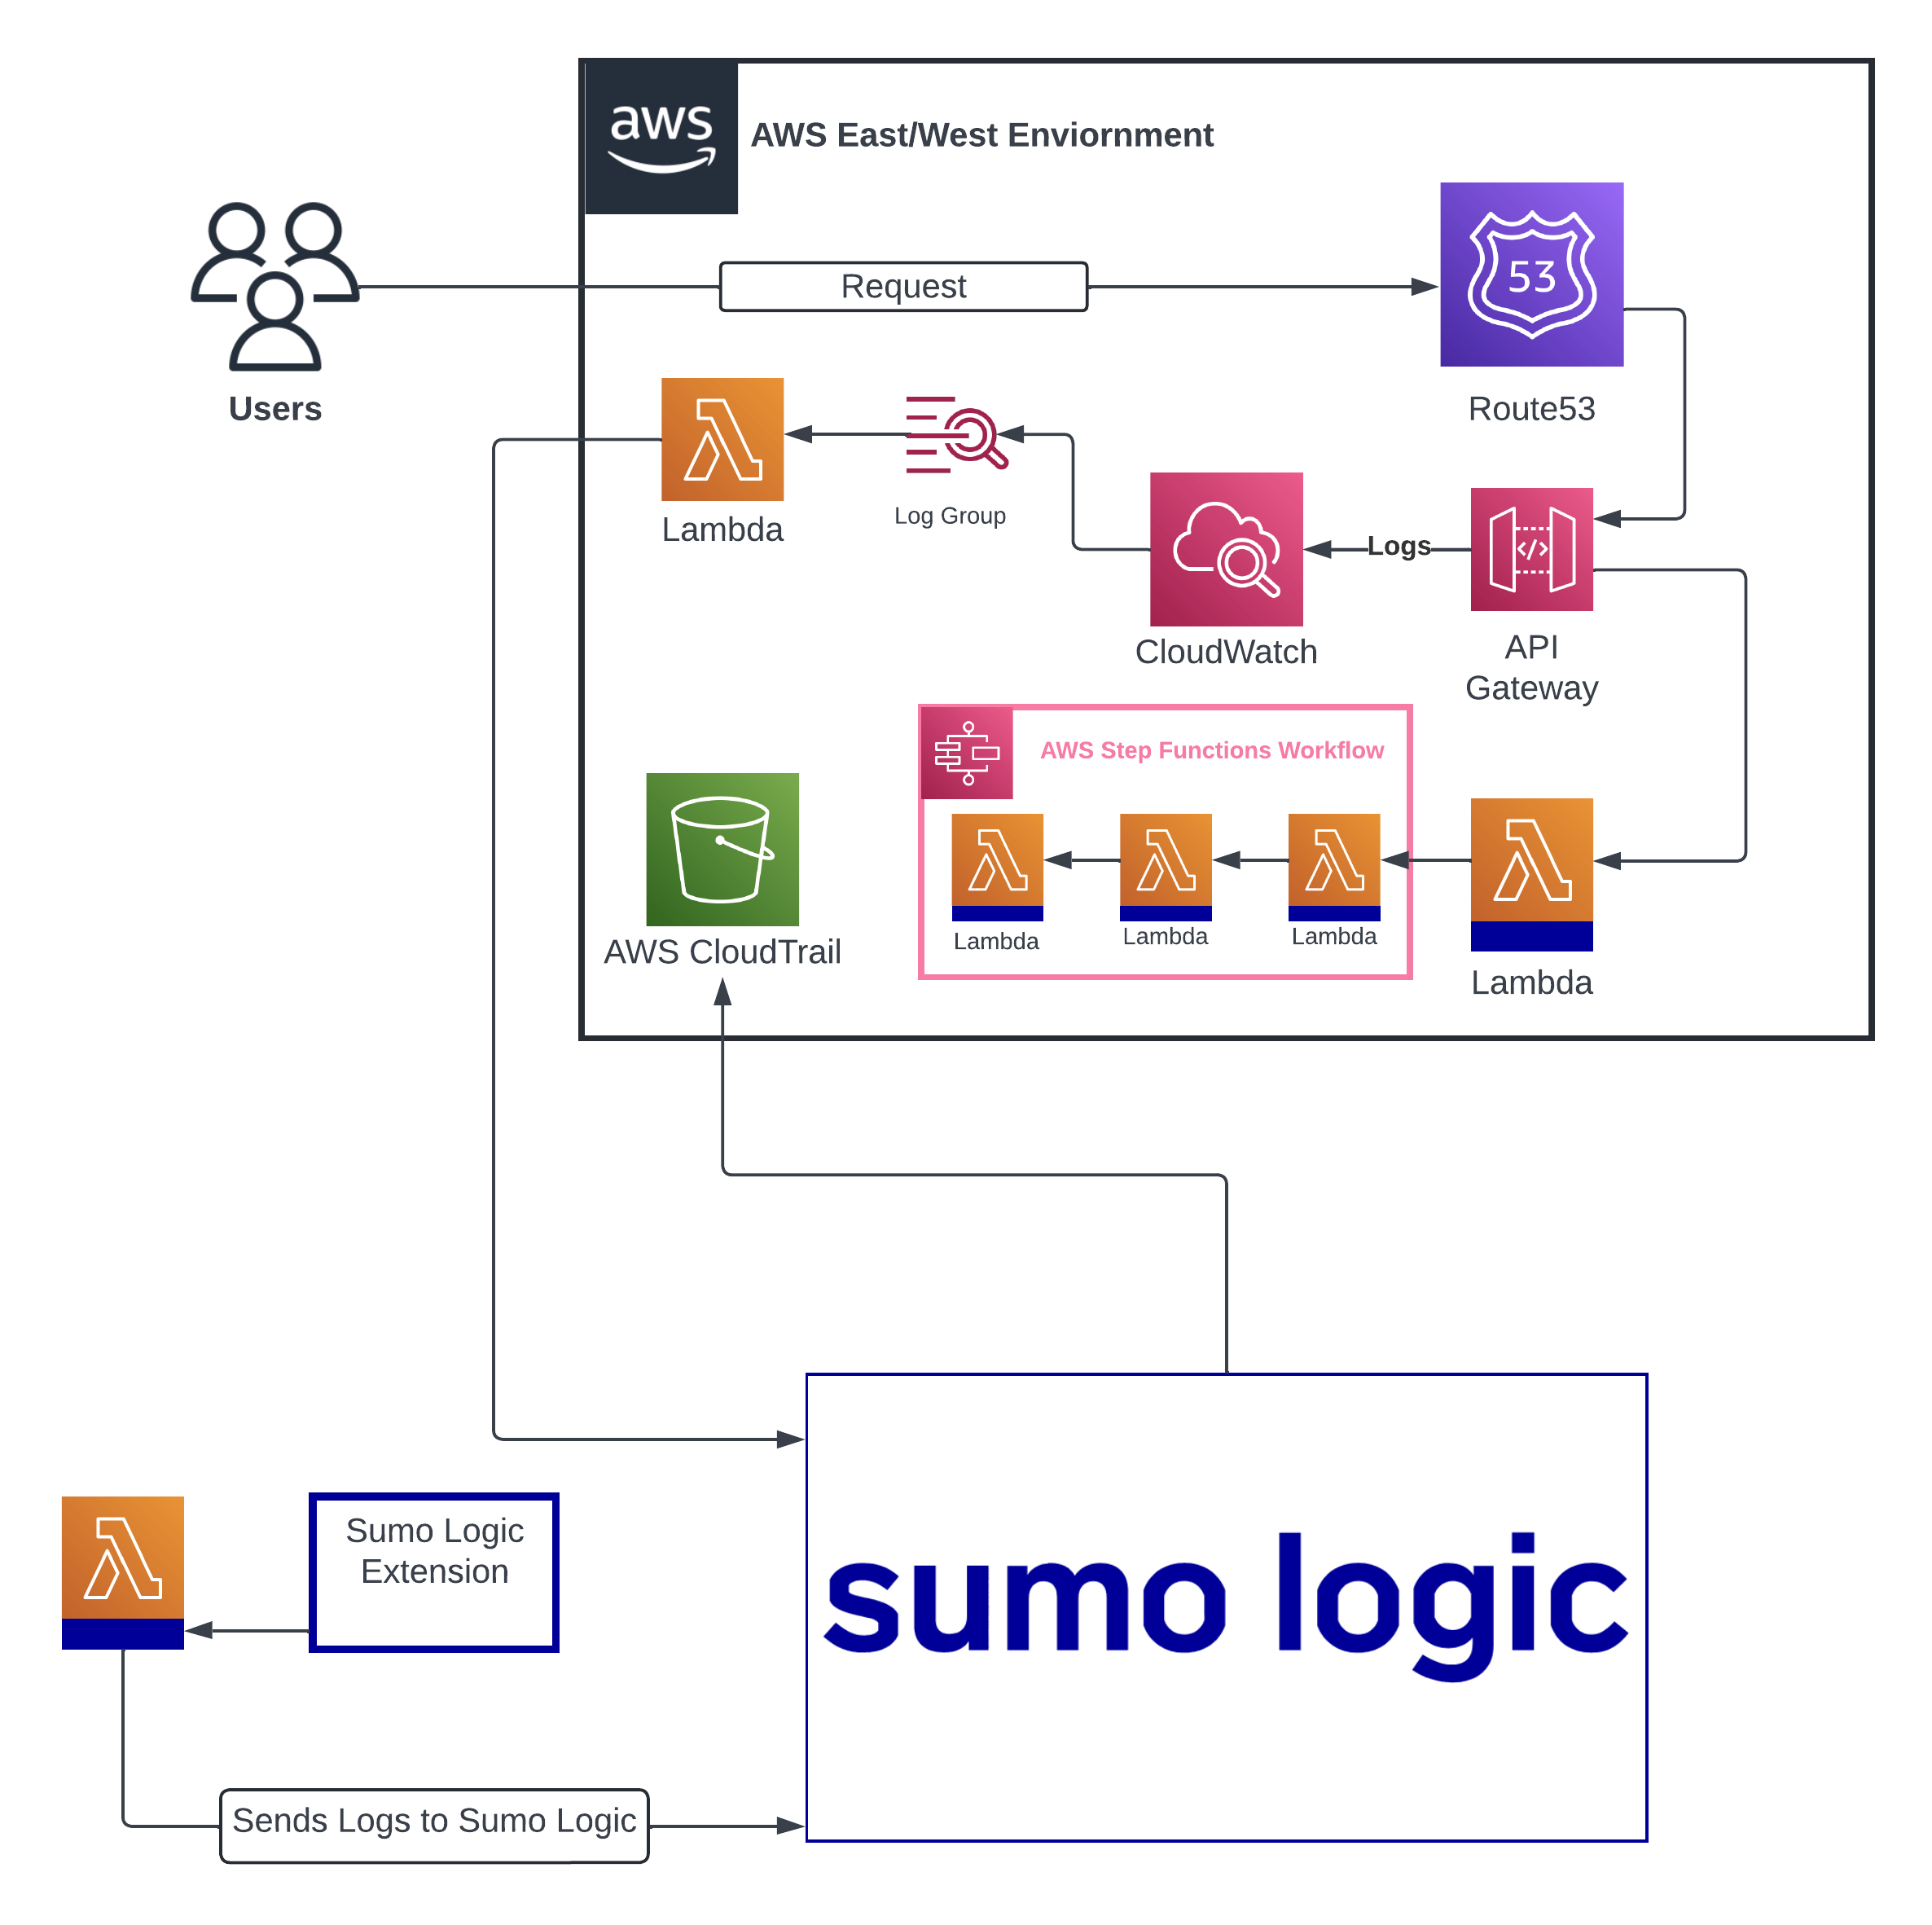 aws
AWS East/West Enviornment
Request
53
Users
Route53
Lambda
Log Group
Logs
CloudWatch
API
Gateway
AWS Step Functions Workflow
AWS CloudTrail
Lambda
Lambda
Lambda
Lambda
Sumo Logic
Extension
sumo logic
Sends Logs to Sumo Logic